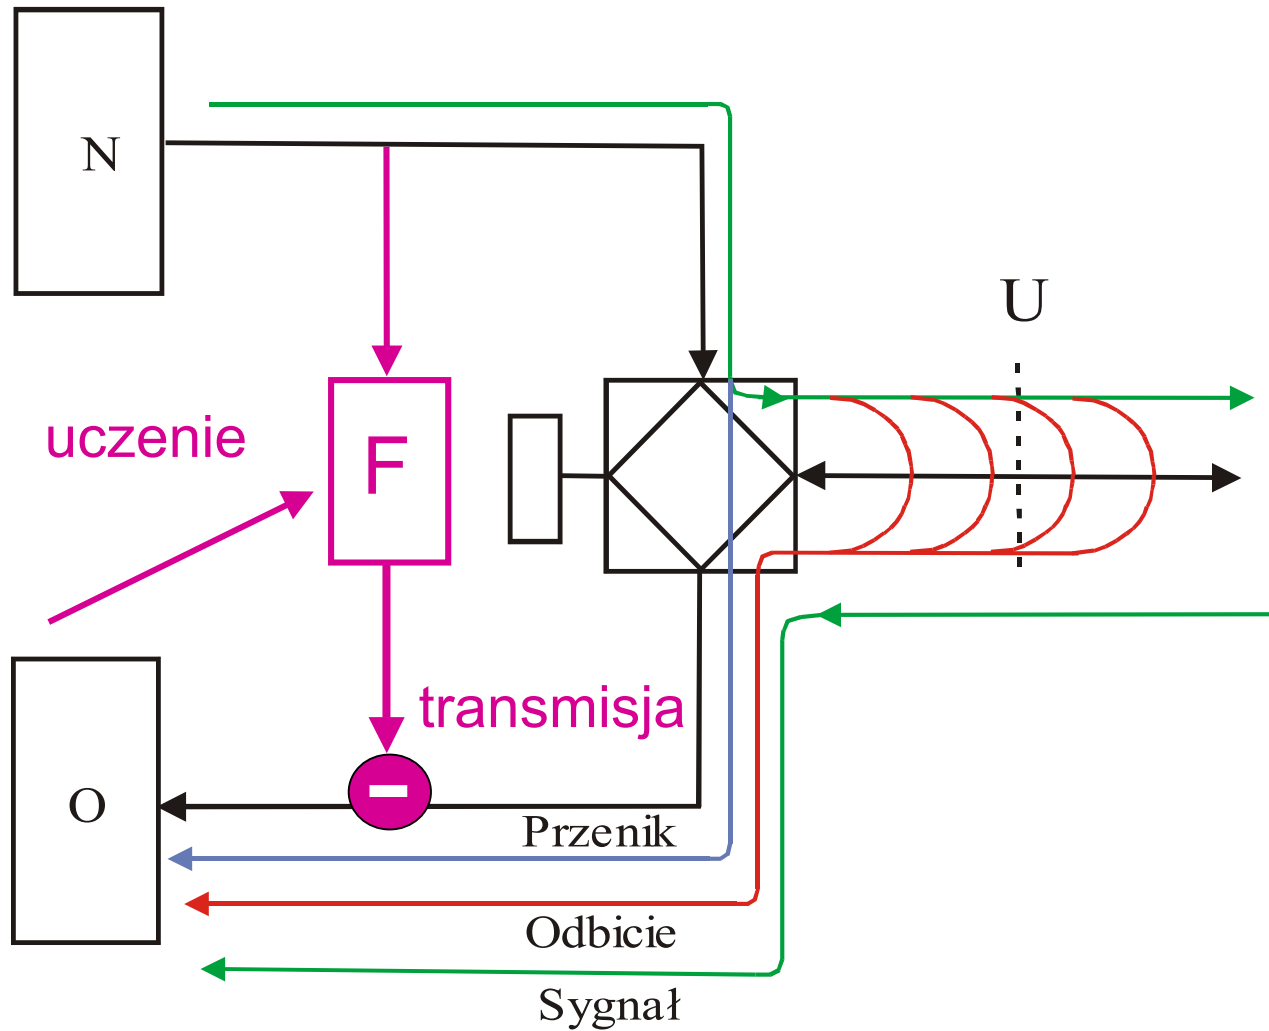 N
U
uczenie
F
transmisja
O
Przenik
Odbicie
Sygnał